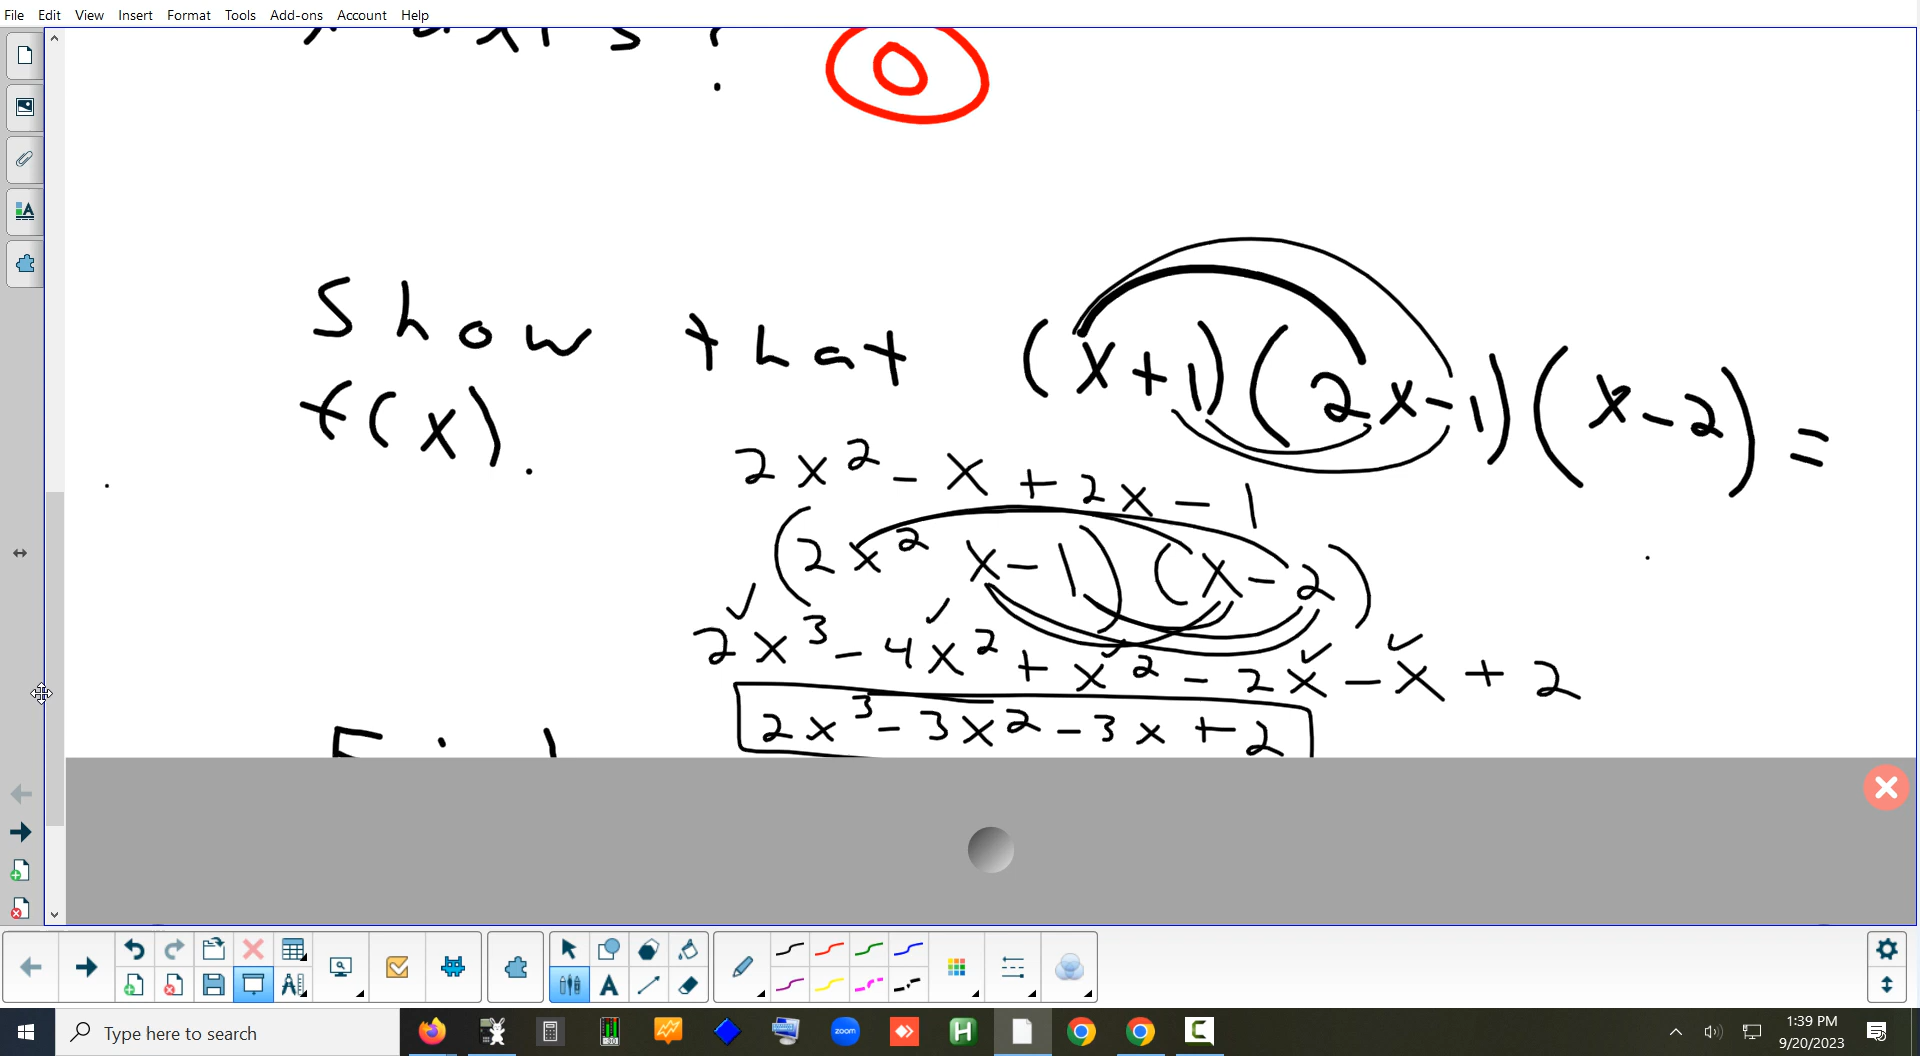 File Edit View Insert Format Tools Add-ons Account Help
x axis?
0
Show that (x+1)(2x-1)(x-2) =
f(x).
2x² - x + 2x - 1
(2x² x - 1)(x - 2)
2x³ - 4x² + x² - 2x - x + 2
2x³ - 3x² - 3x + 2
A
A
zoom
H
C
Type here to search
1:39 PM
9/20/2023